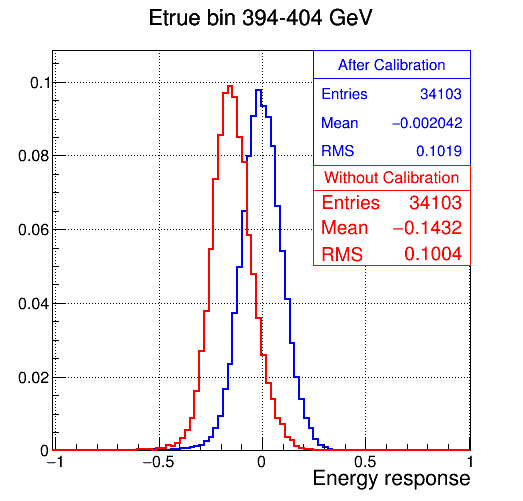 Etrue bin 394-404 GeV
After Calibration
Entries 34103
Mean −0.002042
RMS 0.1019
Without Calibration
Entries 34103
Mean −0.1432
RMS 0.1004
0.1
0.08
0.06
0.04
0.02
0
−1 −0.5 0 0.5 1
Energy response